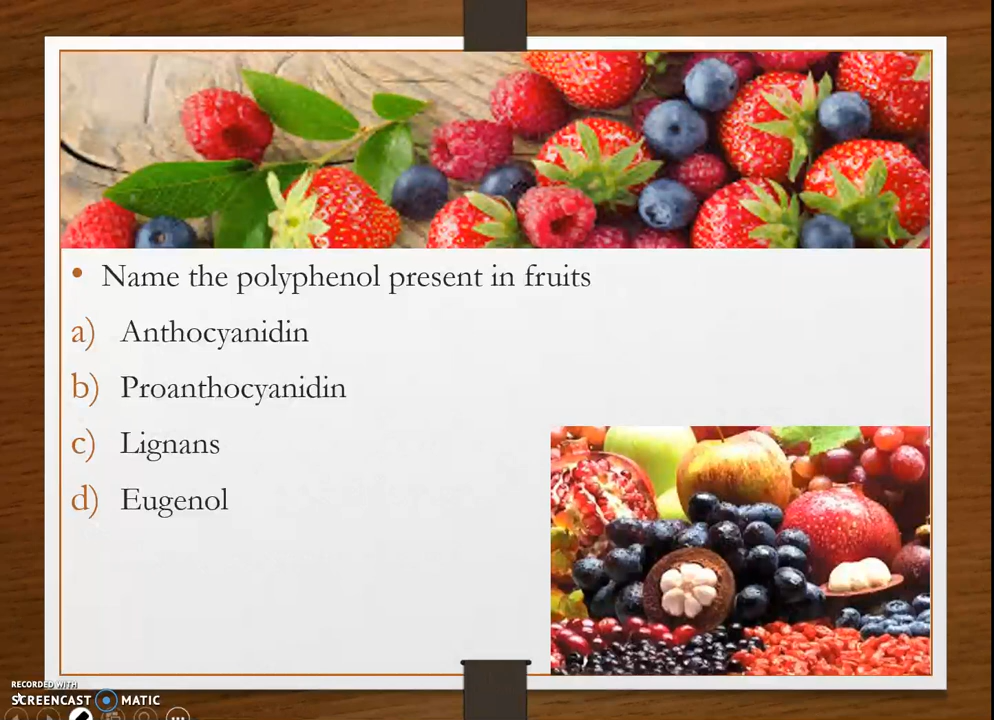 • Name the polyphenol present in fruits
a) Anthocyanidin
b) Proanthocyanidin
c) Lignans
d) Eugenol
RECORDED WITH
SCREENCAST MATIC